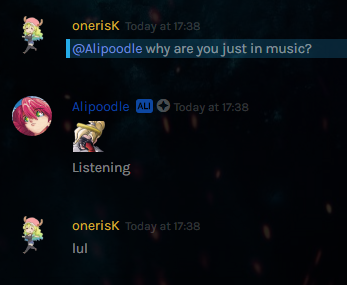 onerisK Today at 17:38
@Alipoodle why are you just in music?
Alipoodle ALI Today at 17:38
Listening
onerisK Today at 17:38
lul